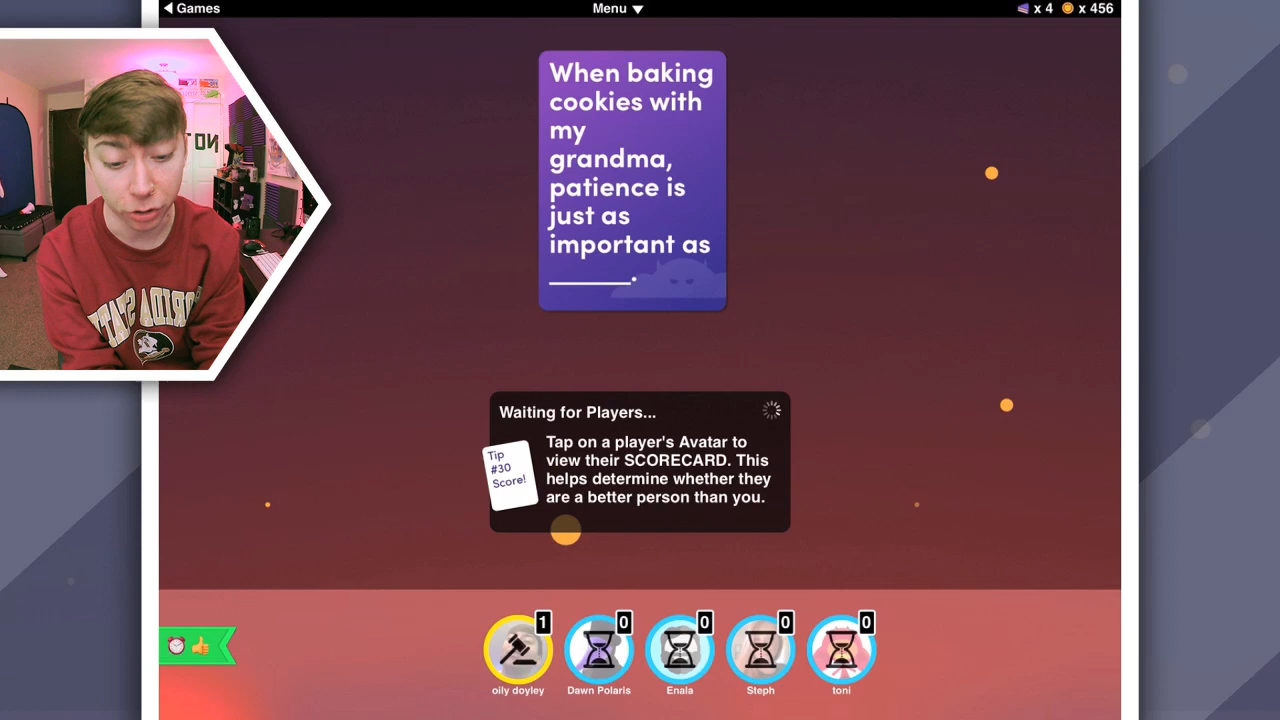 Games
Menu
x 4
x 456
When baking
cookies with
my
grandma,
patience is
just as
important as
_______.
Waiting for Players...
Tip
#30
Score!
Tap on a player's Avatar to
view their SCORECARD. This
helps determine whether they
are a better person than you.
1
0
0
0
0
oily doyley
Dawn Polaris
Enala
Steph
toni